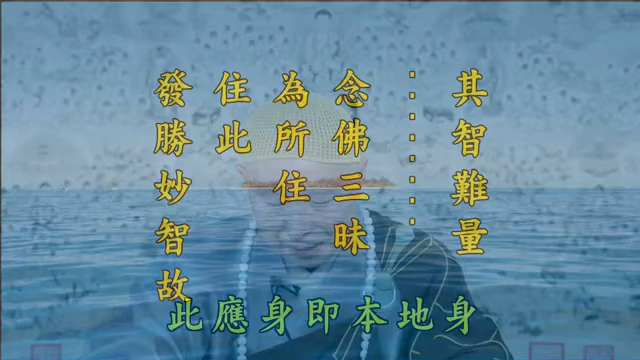 其智難量
……
念佛三昧
為所住
住此
發勝妙智故
此應身即本地身